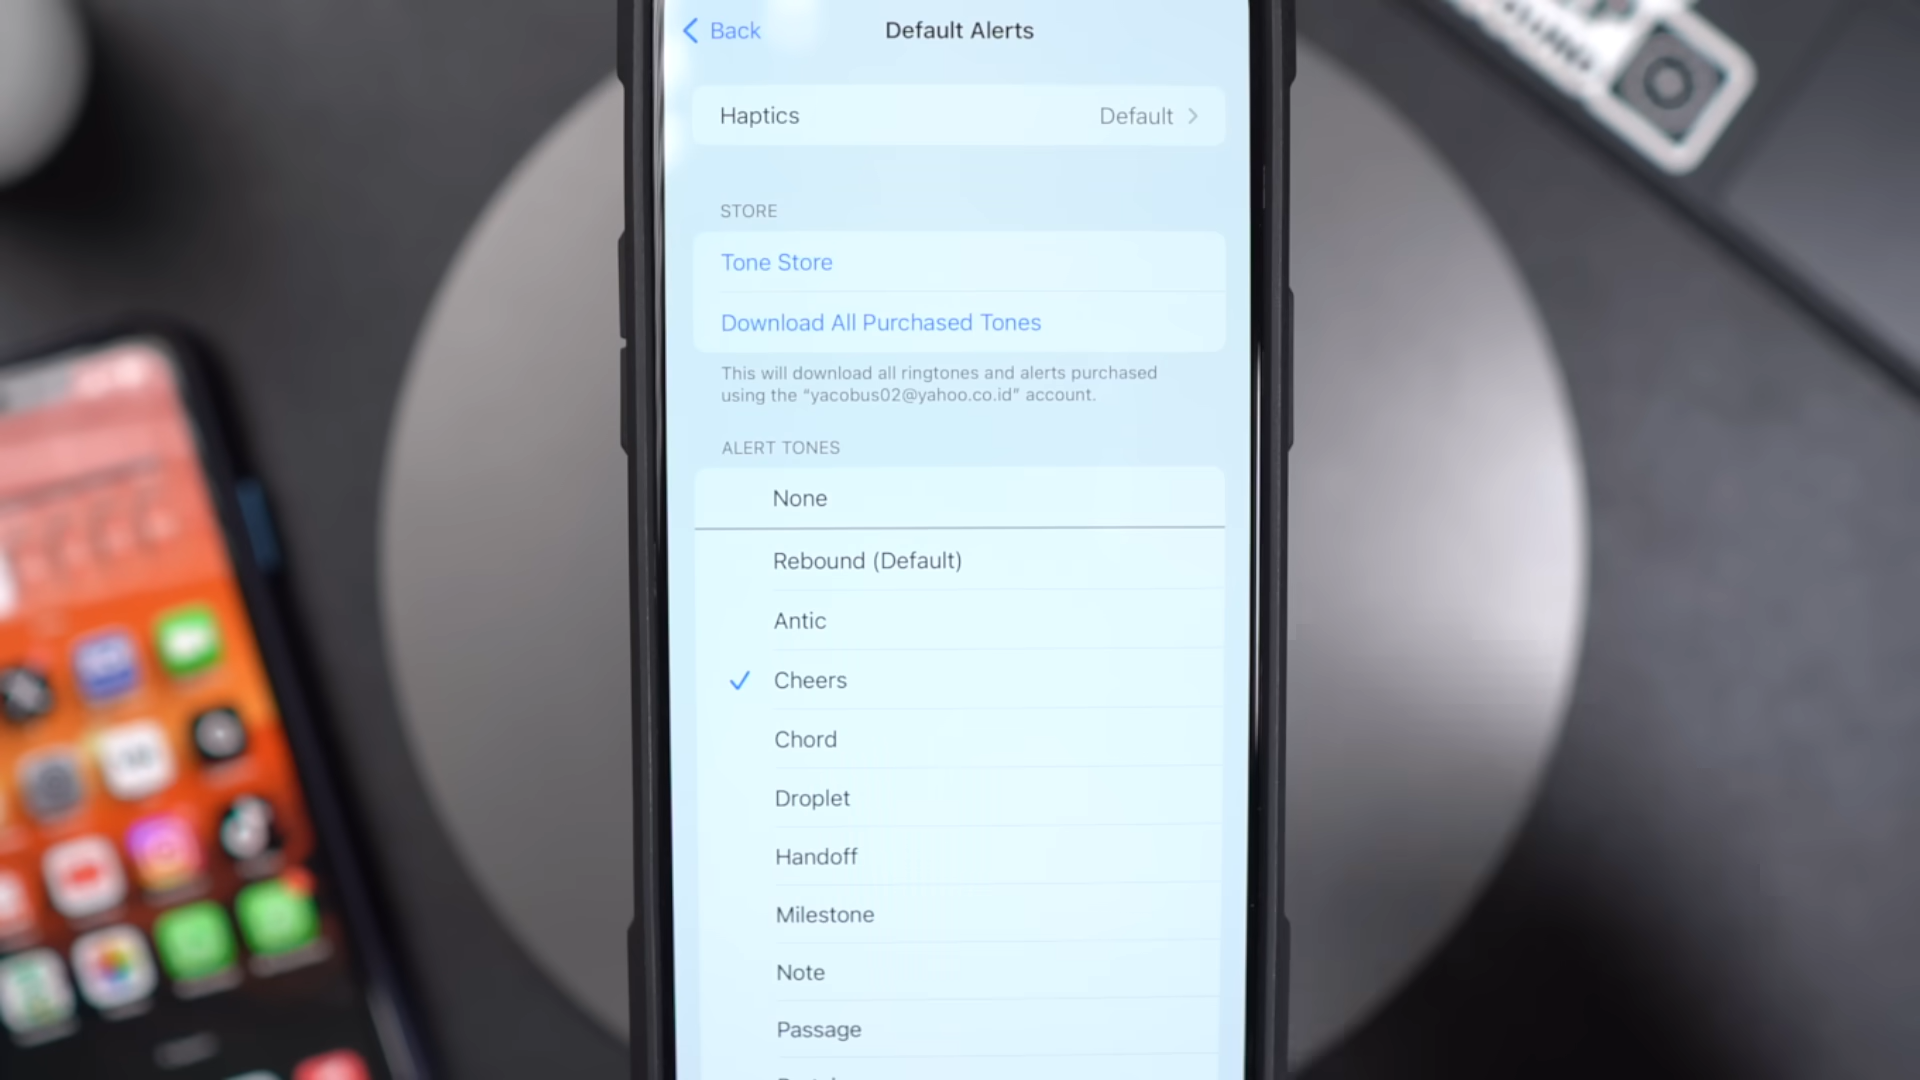 Back
Default Alerts
Haptics
Default
STORE
Tone Store
Download All Purchased Tones
This will download all ringtones and alerts purchased
using the “yacobus02@yahoo.co.id” account.
ALERT TONES
None
Rebound (Default)
Antic
Cheers
Chord
Droplet
Handoff
Milestone
Note
Passage